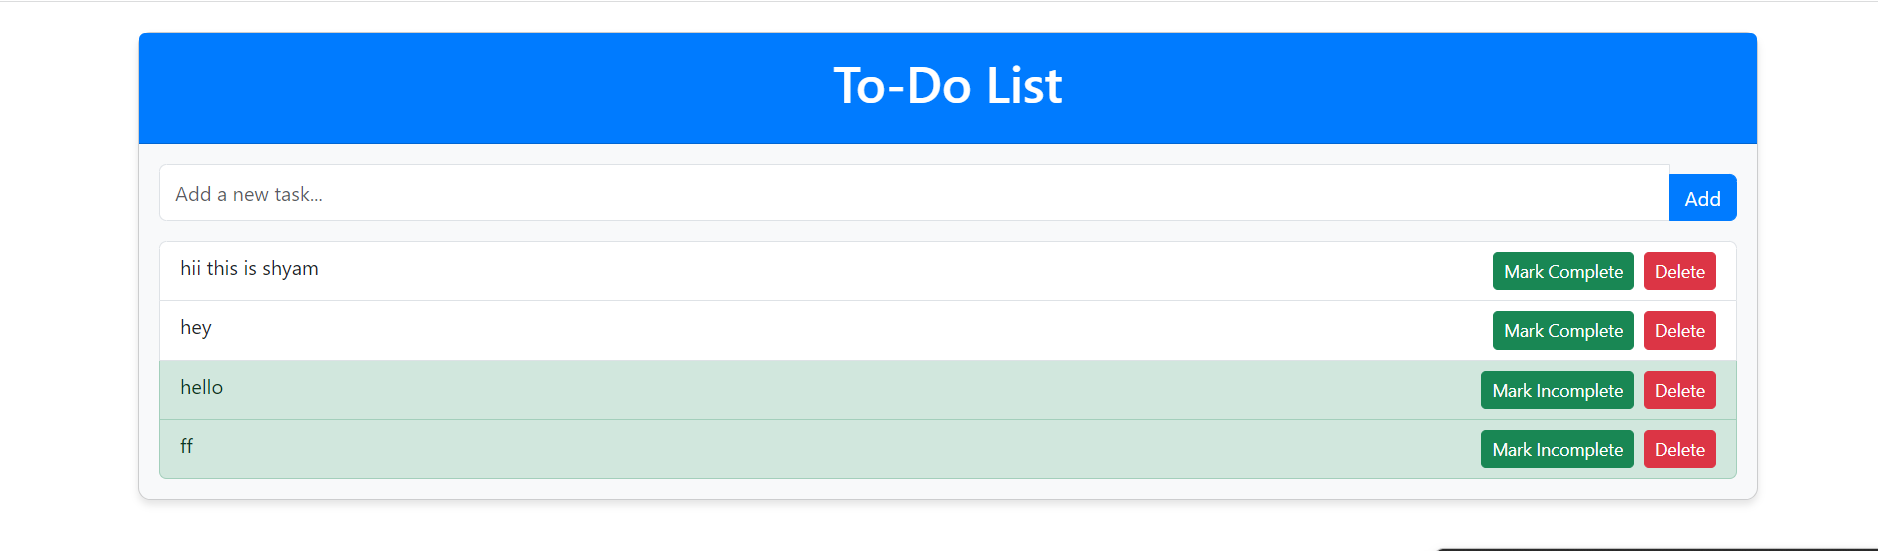 To-Do List
Add a new task...
Add
hii this is shyam
Mark Complete
Delete
hey
Mark Complete
Delete
hello
Mark Incomplete
Delete
ff
Mark Incomplete
Delete